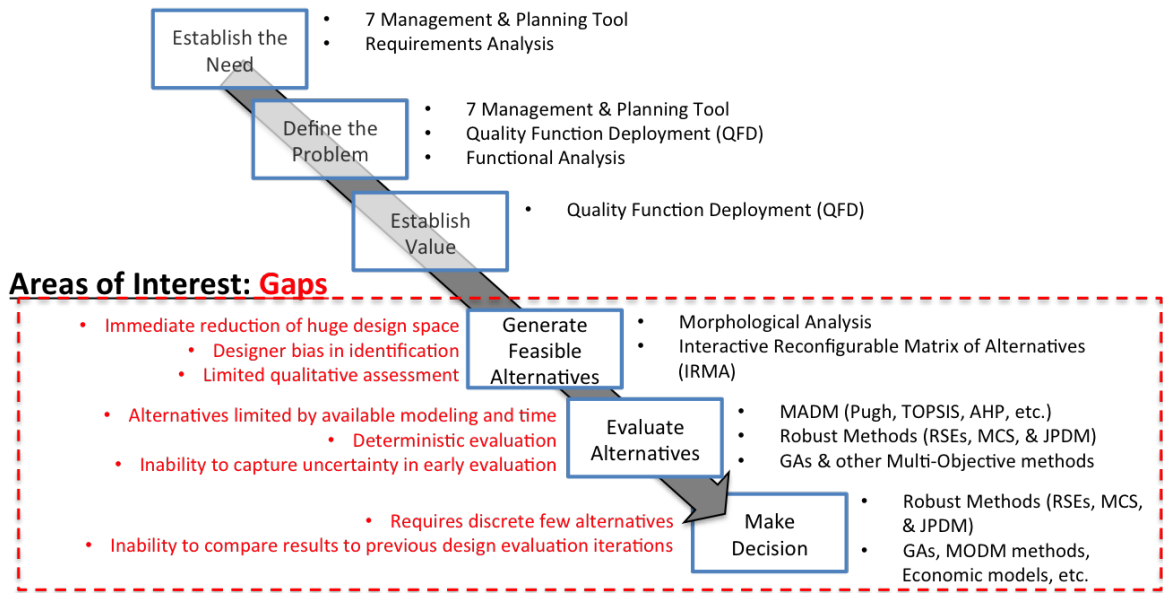 Establish the
Need
• 7 Management & Planning Tool
• Requirements Analysis
Define the
Problem
• 7 Management & Planning Tool
• Quality Function Deployment (QFD)
• Functional Analysis
Establish
Value
• Quality Function Deployment (QFD)
Areas of Interest: Gaps
• Immediate reduction of huge design space
• Designer bias in identification
• Limited qualitative assessment
Generate
Feasible
Alternatives
• Morphological Analysis
• Interactive Reconfigurable Matrix of Alternatives
(IRMA)
• Alternatives limited by available modeling and time
• Deterministic evaluation
• Inability to capture uncertainty in early evaluation
Evaluate
Alternatives
• MADM (Pugh, TOPSIS, AHP, etc.)
• Robust Methods (RSEs, MCS, & JPDM)
• GAs & other Multi-Objective methods
• Requires discrete few alternatives
• Inability to compare results to previous design evaluation iterations
Make
Decision
• Robust Methods (RSEs, MCS,
& JPDM)
• GAs, MODM methods,
Economic models, etc.